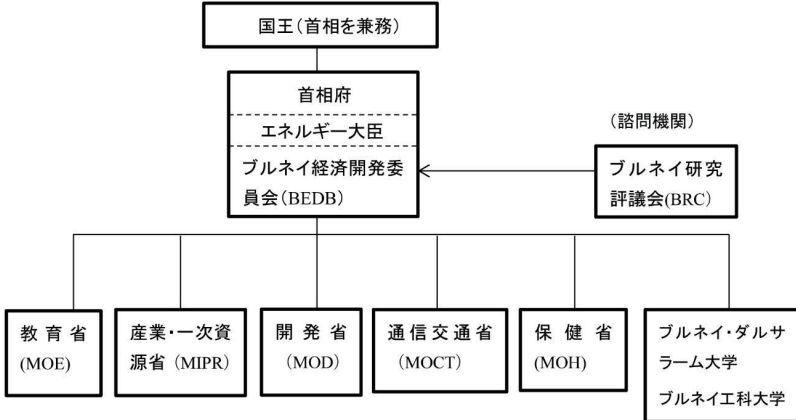 国王（首相を兼務）
首相府
エネルギー大臣
ブルネイ経済開発委
員会（BEDB）
（諮問機関）
ブルネイ研究
評議会(BRC）
教育省
(MOE)
産業・一次資
源省（MIPR)
開発省
(MOD)
通信交通省
(MOCT)
保健省
(MOH)
ブルネイ・ダルサ
ラーム大学
ブルネイ工科大学